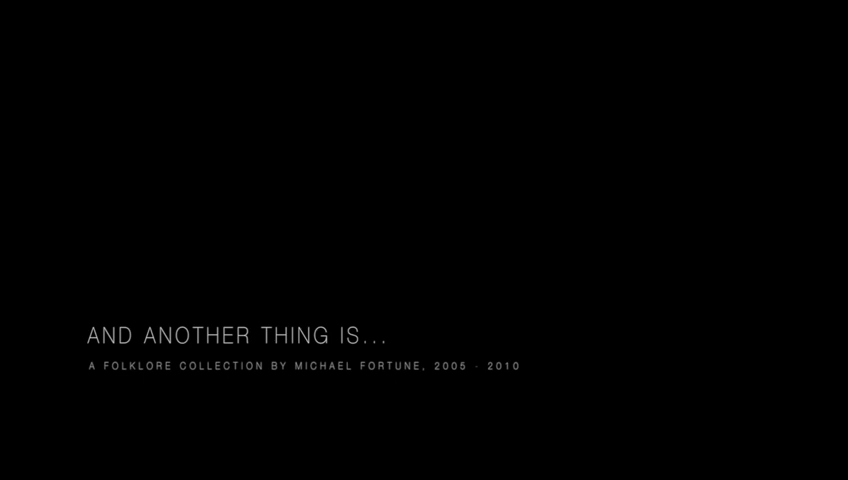 AND ANOTHER THING IS...
A FOLKLORE COLLECTION BY MICHAEL FORTUNE, 2005 - 2010